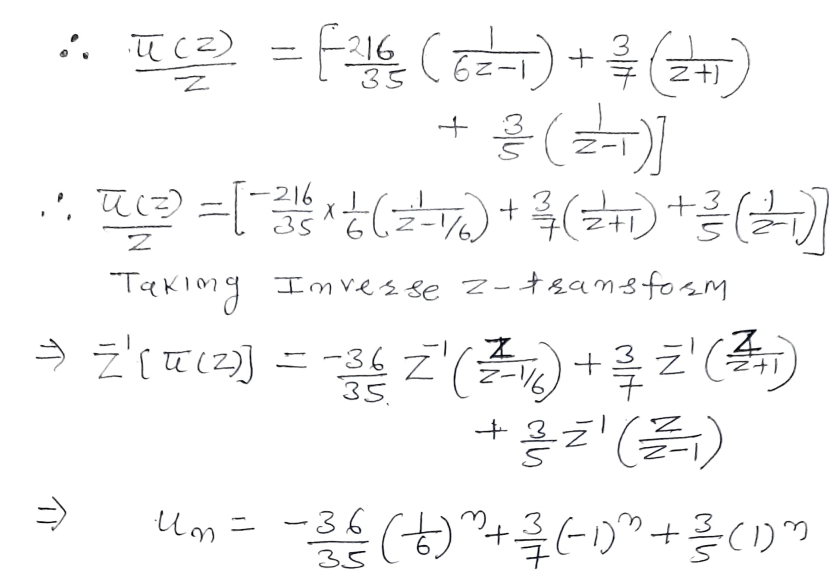 ∴ ū(z)/z = [-216/35 (1/(6z-1)) + 3/7 (1/(z+1))
+ 3/5 (1/(z-1))]
∴ ū(z)/z = [-216/35 × 1/6 (1/(z-1/6)) + 3/7 (1/(z+1)) + 3/5 (1/(z-1))]
Taking Inverse z-transform
⇒ z⁻¹[ū(z)] = -36/35 z⁻¹(z/(z-1/6)) + 3/7 z⁻¹(z/(z+1))
+ 3/5 z⁻¹(z/(z-1))
⇒ uₙ = -36/35 (1/6)ⁿ + 3/7 (-1)ⁿ + 3/5 (1)ⁿ